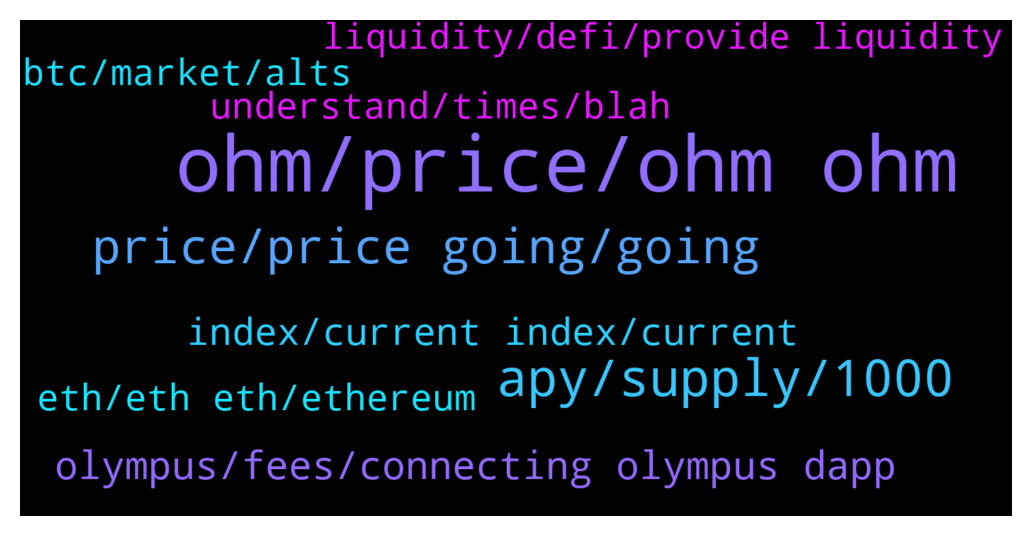 liquidity/defi/provide liquidity
btc/market/alts
understand/times/blah
ohm/price/ohm ohm
price/price going/going
index/current index/current
apy/supply/1000
eth/eth eth/ethereum
olympus/fees/connecting olympus dapp